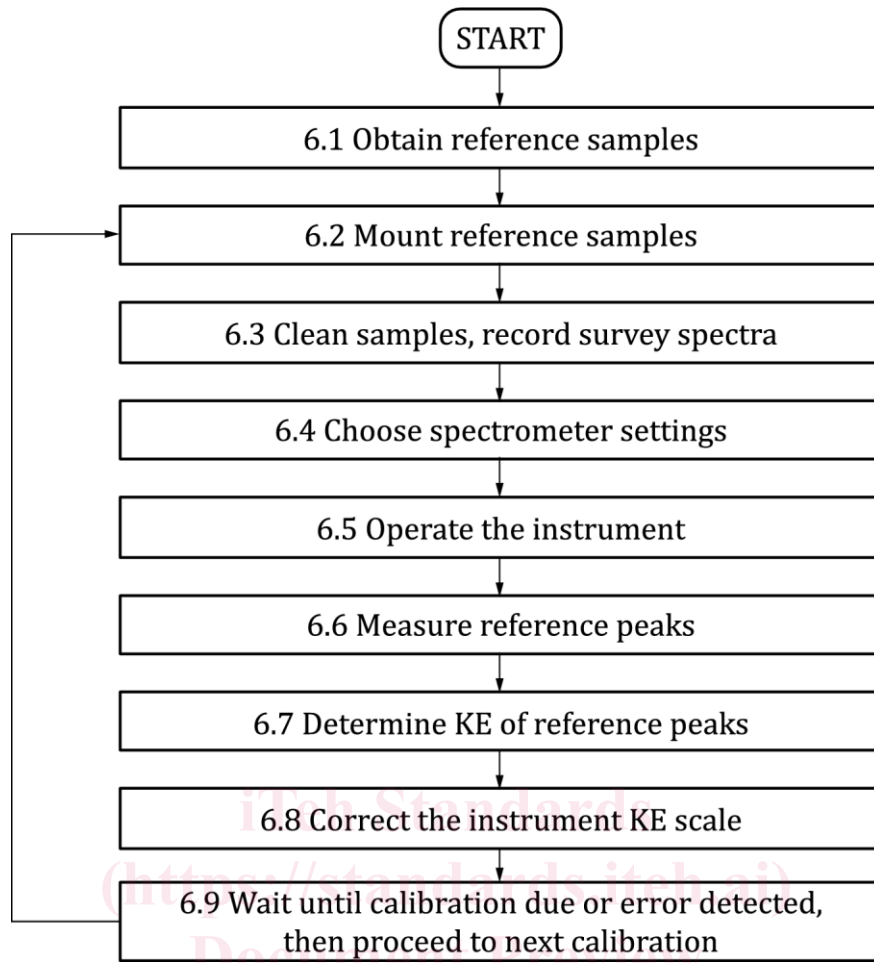 START
6.1 Obtain reference samples
6.2 Mount reference samples
6.3 Clean samples, record survey spectra
6.4 Choose spectrometer settings
6.5 Operate the instrument
6.6 Measure reference peaks
6.7 Determine KE of reference peaks
iTeh Standards
6.8 Correct the instrument KE scale
(https://standards.iteh.ai)
6.9 Wait until calibration due or error detected,
then proceed to next calibration
Document Preview